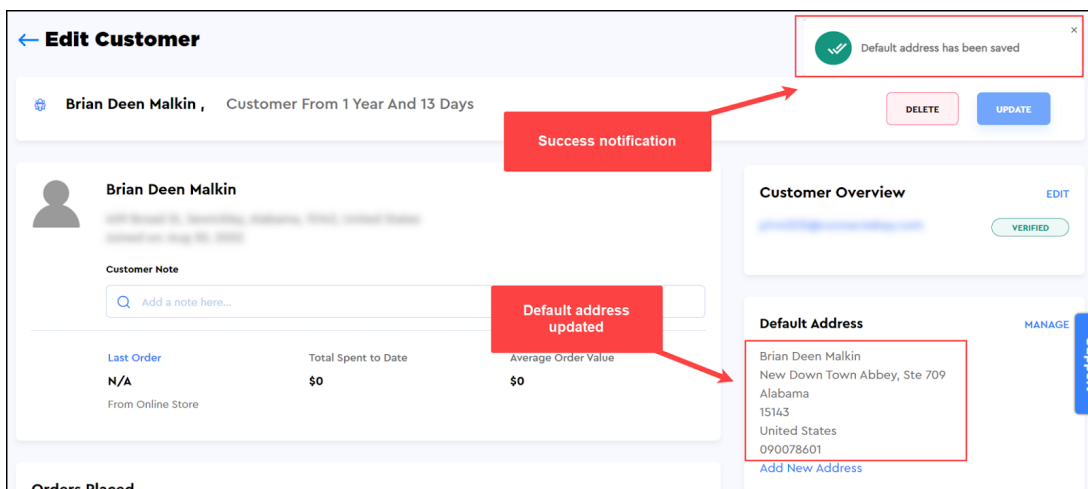 Edit Customer
Default address has been saved
Brian Deen Malkin , Customer From 1 Year And 13 Days
DELETE
UPDATE
Success notification
Brian Deen Malkin
Customer Note
Add a note here...
Last Order
Total Spent to Date
Average Order Value
N/A
$0
$0
From Online Store
Customer Overview
EDIT
VERIFIED
Default address
updated
Default Address
MANAGE
Brian Deen Malkin
New Down Town Abbey, Ste 709
Alabama
15143
United States
090078601
Add New Address
Orders Placed